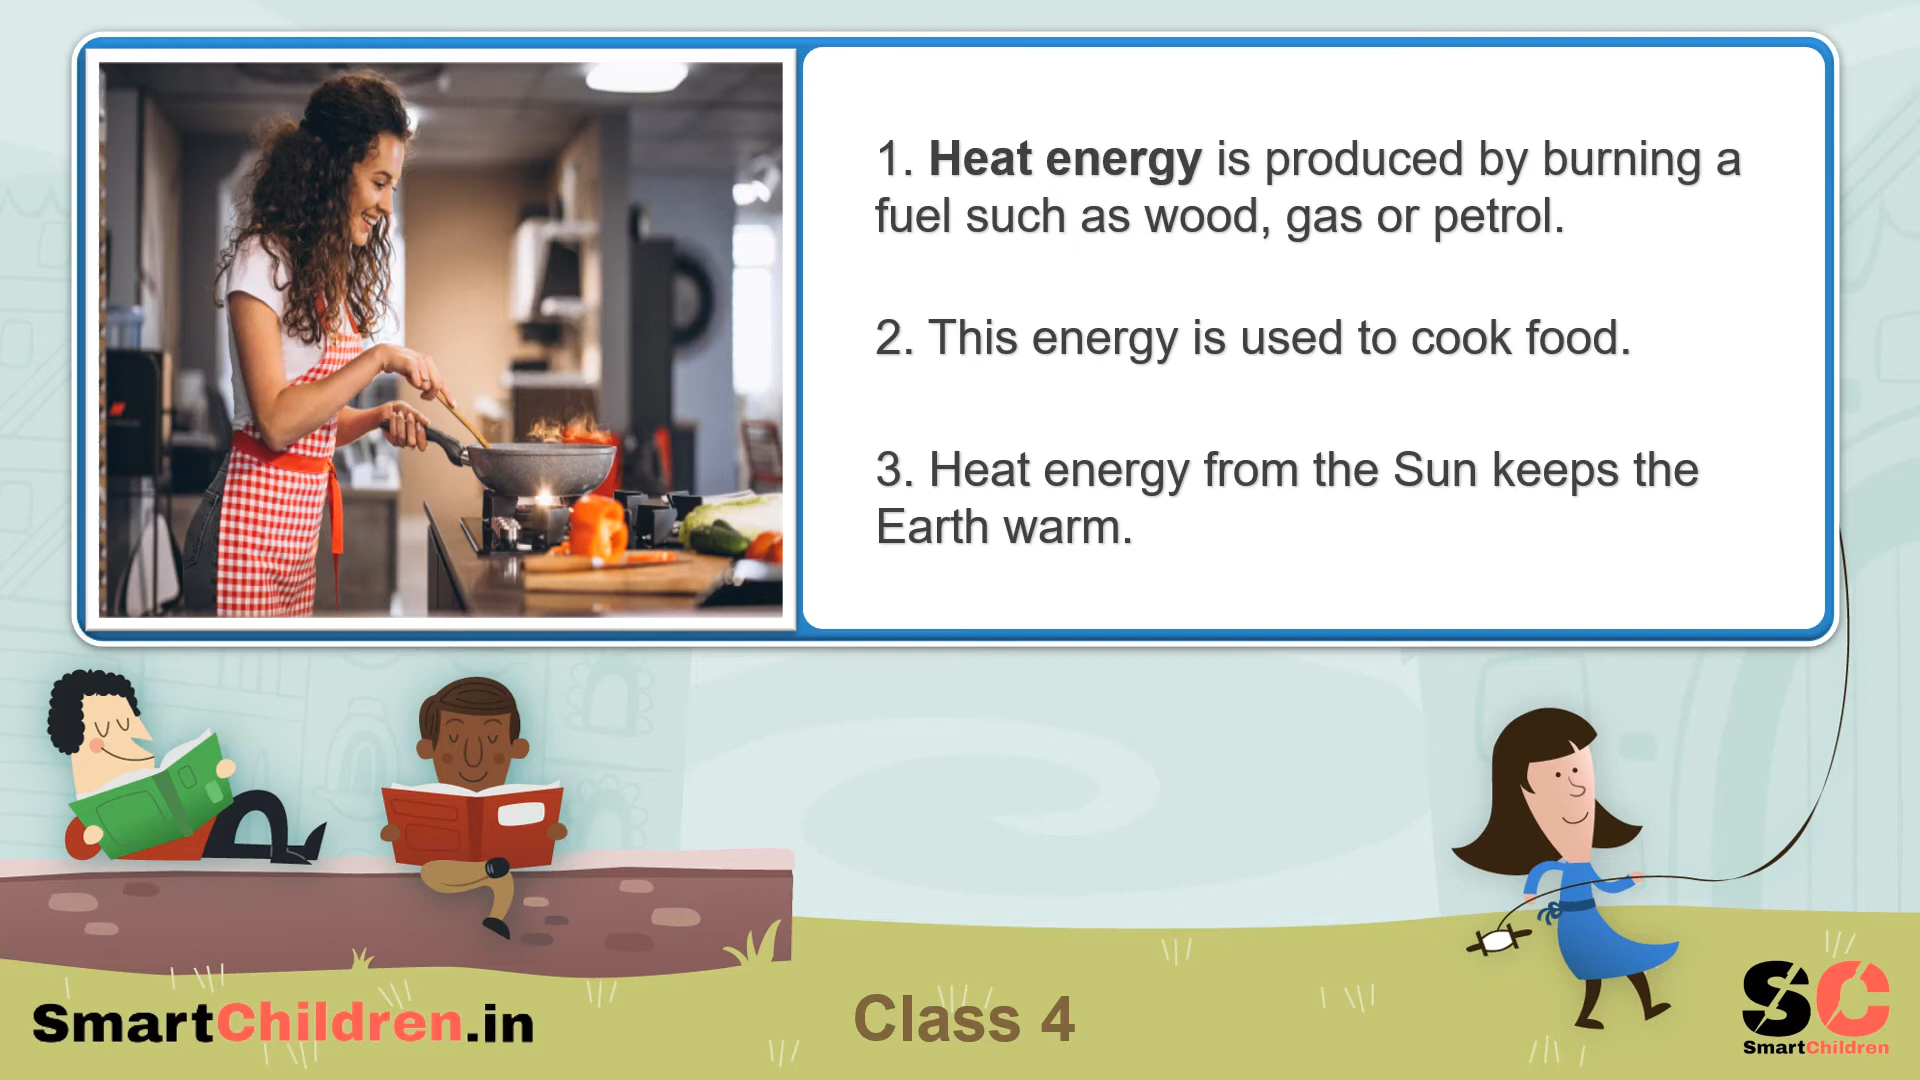 1. Heat energy is produced by burning a
fuel such as wood, gas or petrol.
2. This energy is used to cook food.
3. Heat energy from the Sun keeps the
Earth warm.
SmartChildren.in
Class 4
SC
SmartChildren